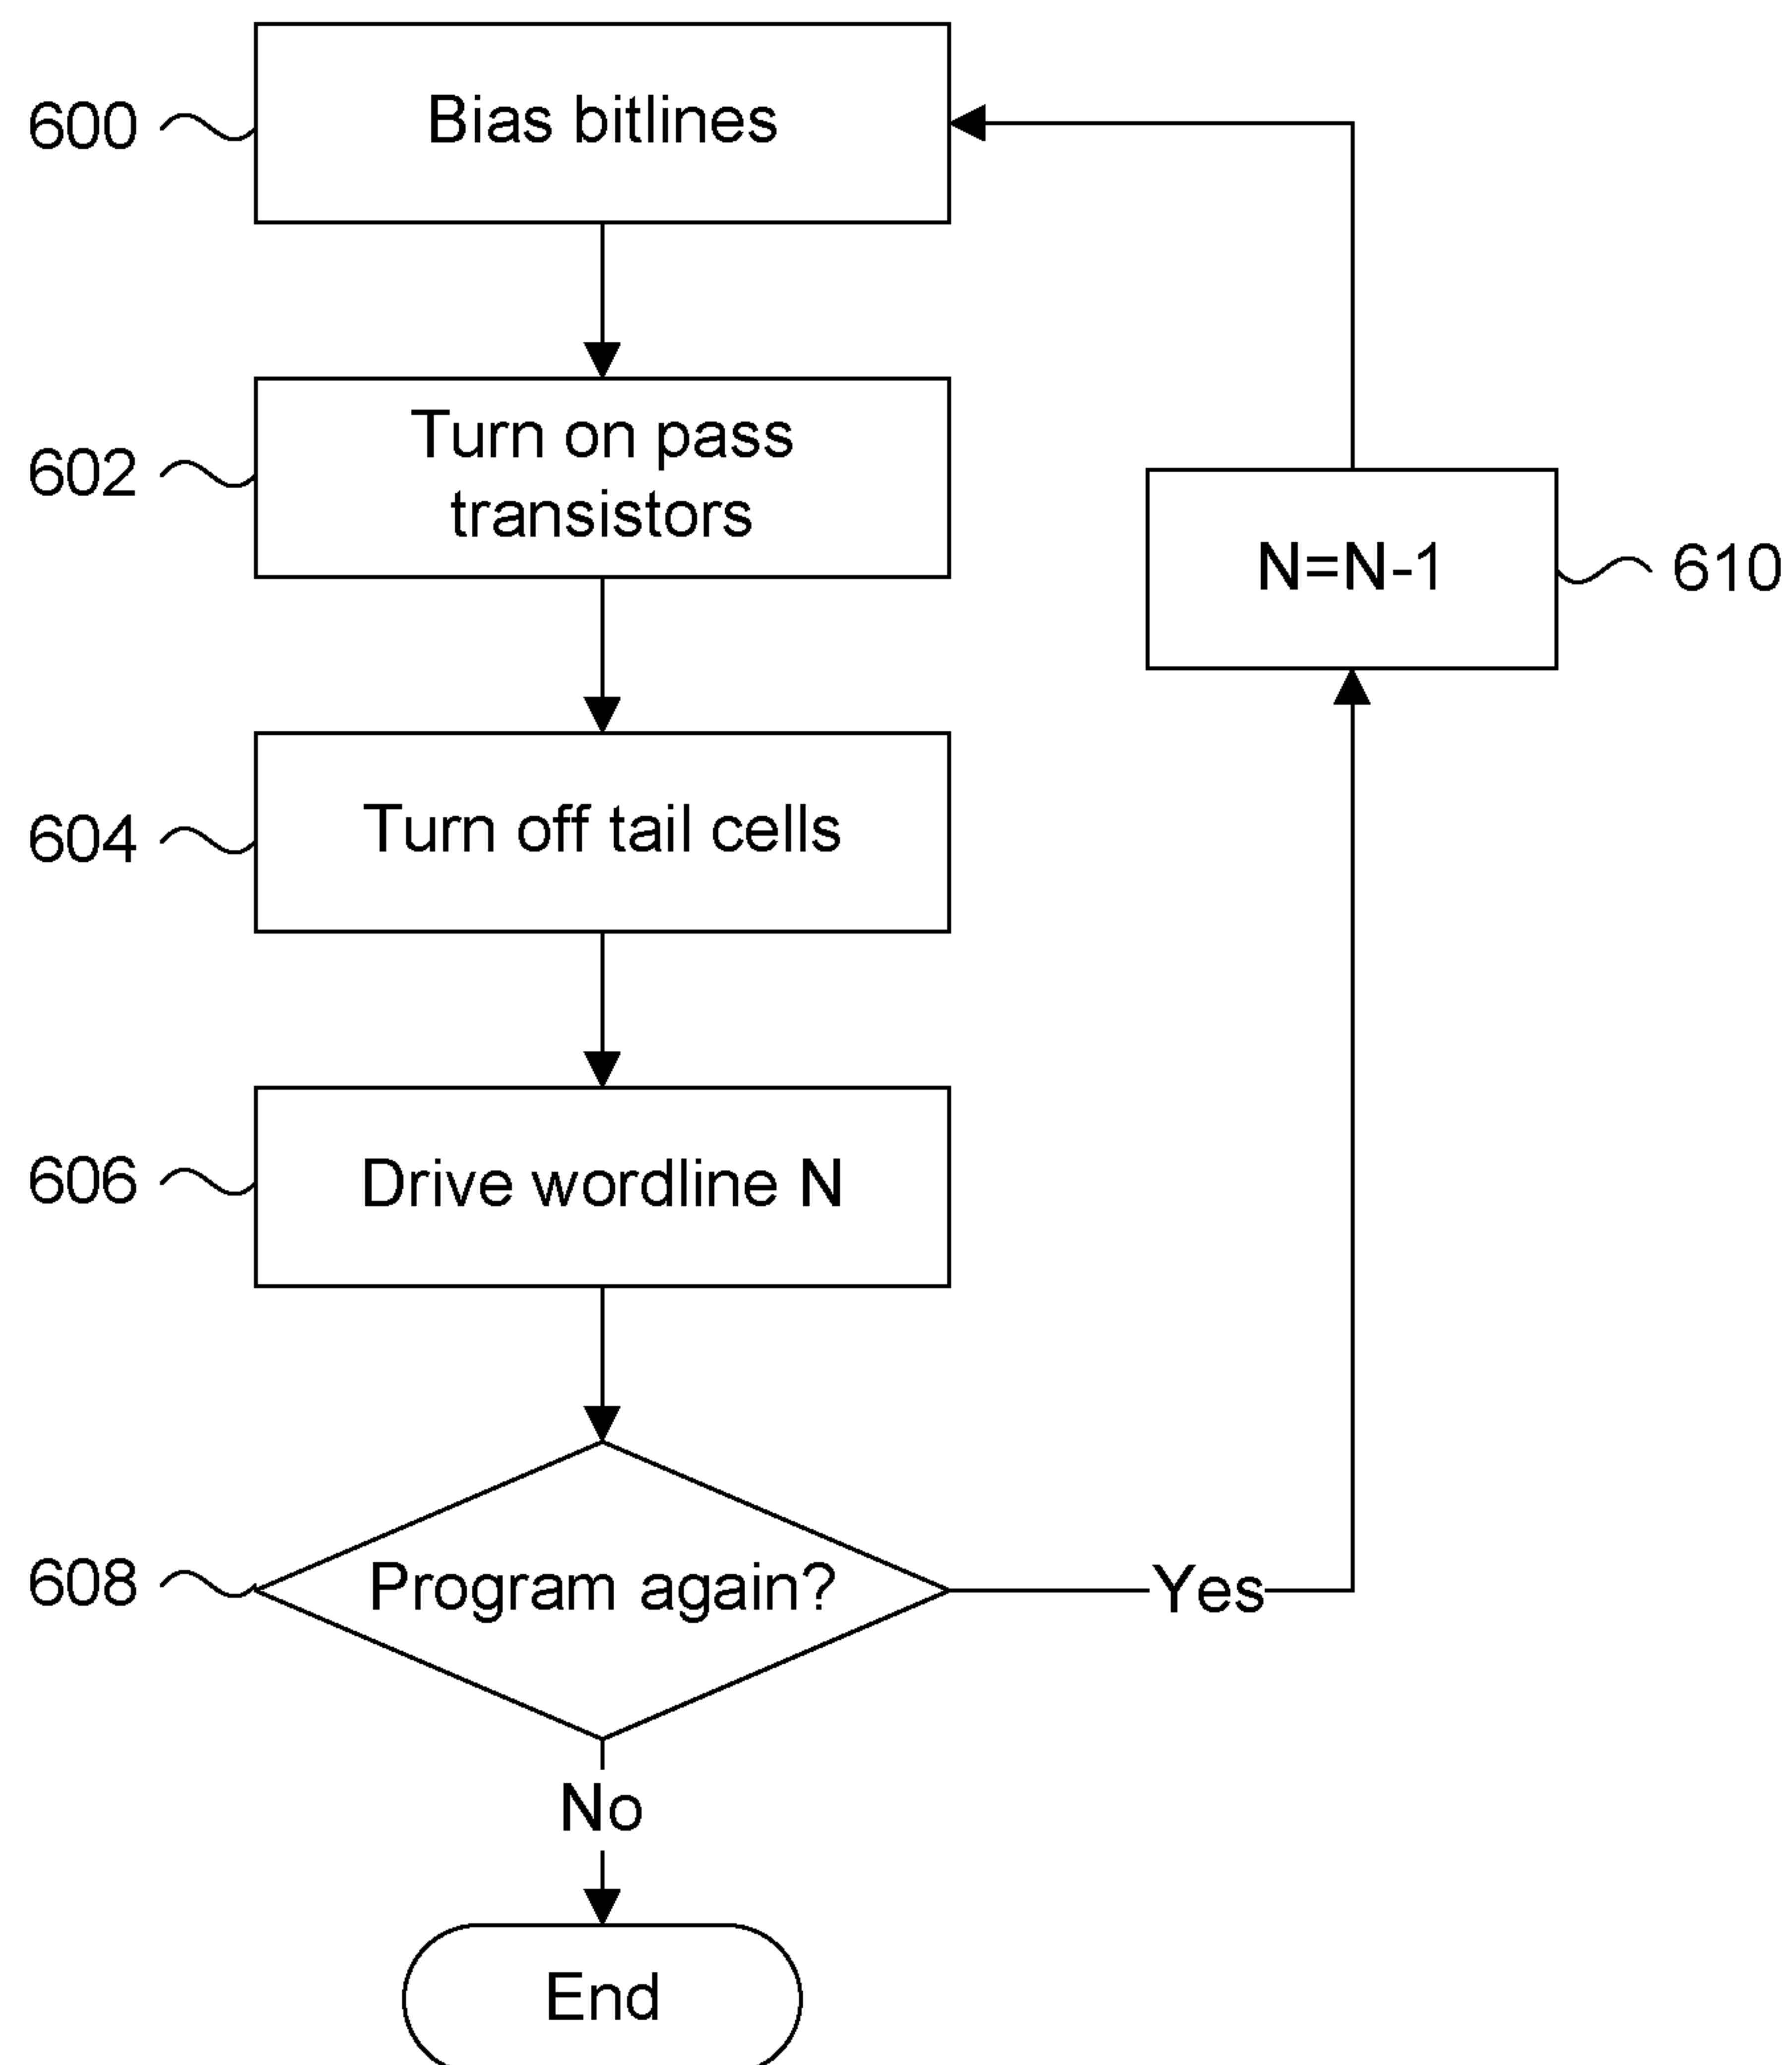 600
Bias bitlines
602
Turn on pass
transistors
N=N-1
610
604
Turn off tail cells
606
Drive wordline N
608
Program again?
Yes
No
End